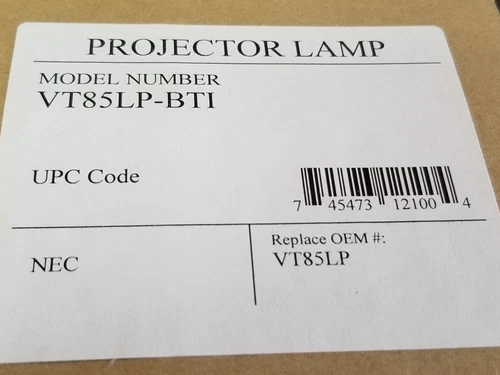 PROJECTOR LAMP
MODEL NUMBER
VT85LP-BTI
UPC Code
7 45473 12100 4
NEC
Replace OEM #:
VT85LP